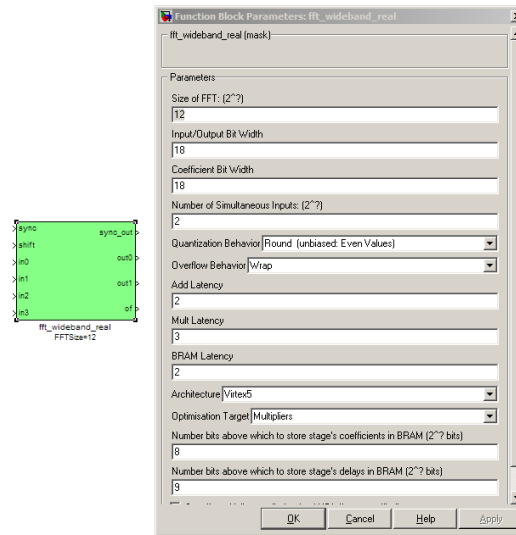 Function Block Parameters: fft_wideband_real
fft_wideband_real (mask)
Parameters
Size of FFT: (2^?)
12
Input/Output Bit Width
18
Coefficient Bit Width
18
Number of Simultaneous Inputs: (2^?)
2
Quantization Behavior Round (unbiased: Even Values)
Overflow Behavior Wrap
Add Latency
2
Mult Latency
3
BRAM Latency
2
Architecture Virtex5
Optimisation Target Multipliers
Number bits above which to store stage's coefficients in BRAM (2^? bits)
8
Number bits above which to store stage's delays in BRAM (2^? bits)
9
OK Cancel Help Apply
sync sync_out
shift
in0 out0
in1 out1
in2
in3 of
fft_wideband_real
FFTSize=12